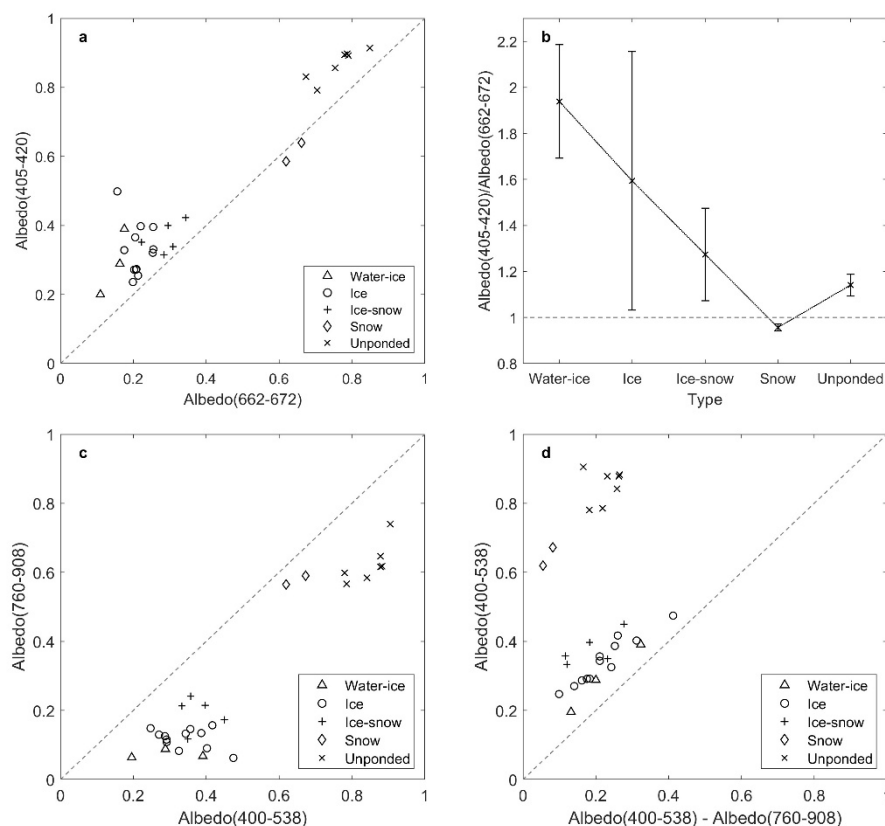 a
1
0.8
0.6
0.4
0.2
0
Albedo(405-420)
0
0.2
0.4
0.6
0.8
1
Albedo(662-672)
Water-ice
Ice
Ice-snow
Snow
Unponded
b
2.2
2
1.8
1.6
1.4
1.2
1
0.8
Albedo(405-420)/Albedo(662-672)
Water-ice
Ice
Ice-snow
Snow
Unponded
Type
c
1
0.8
0.6
0.4
0.2
0
Albedo(760-908)
0
0.2
0.4
0.6
0.8
1
Albedo(400-538)
Water-ice
Ice
Ice-snow
Snow
Unponded
d
1
0.8
0.6
0.4
0.2
0
Albedo(400-538)
0
0.2
0.4
0.6
0.8
1
Albedo(400-538) - Albedo(760-908)
Water-ice
Ice
Ice-snow
Snow
Unponded